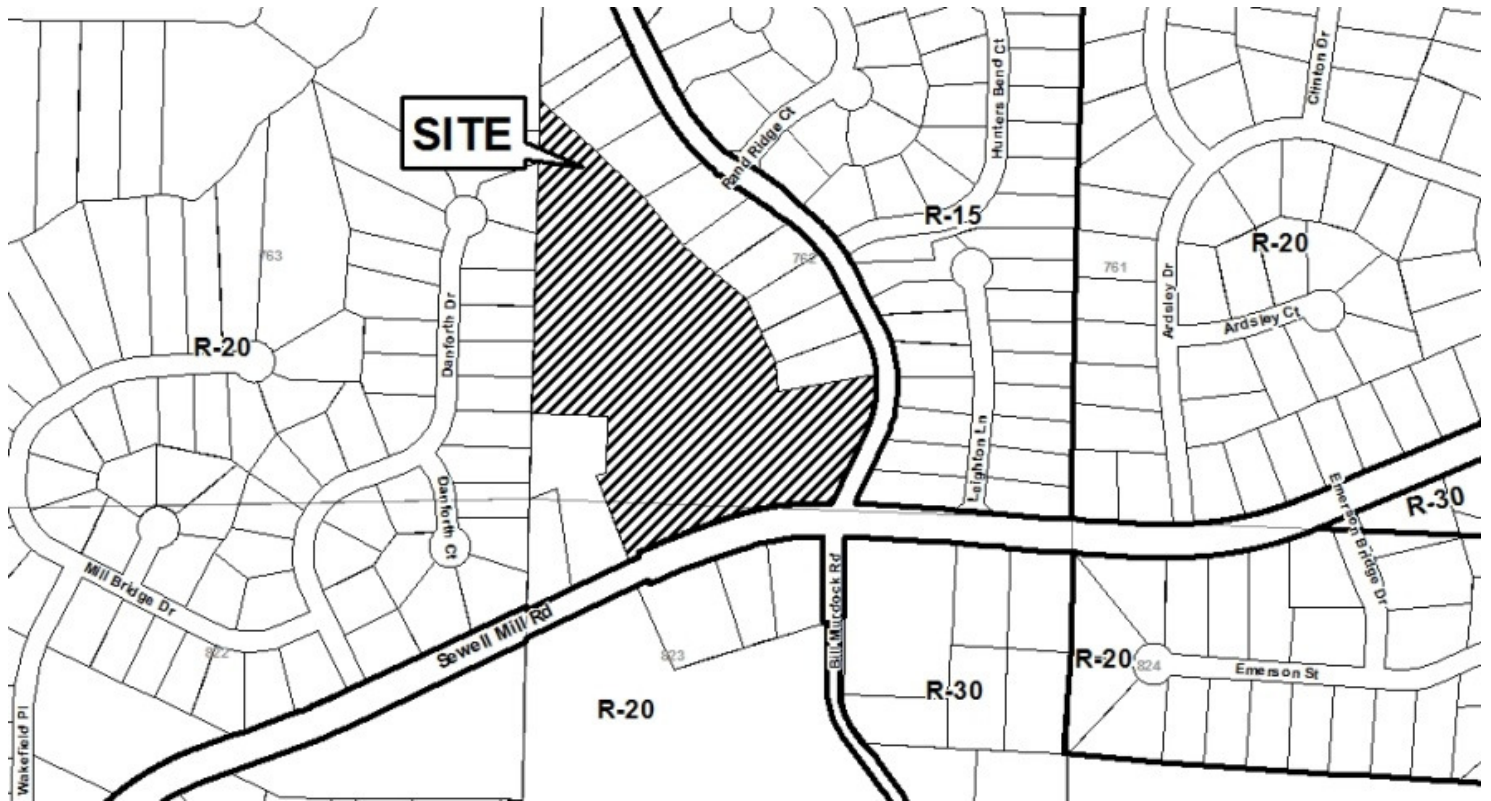 SITE
Rand Ridge Ct
Hunters Bend Ct
Clinton Dr
R-15
R-20
763
762
761
Ardsley Dr
Ardsley Ct
Danforth Dr
R-20
Leighton Ln
Danforth Ct
Emerson Bridge Dr
R-30
Mill Bridge Dr
Sewell Mill Rd
Bill Murdock Rd
822
823
R-20
824
Emerson St
R-30
R-20
Wakefield Pl